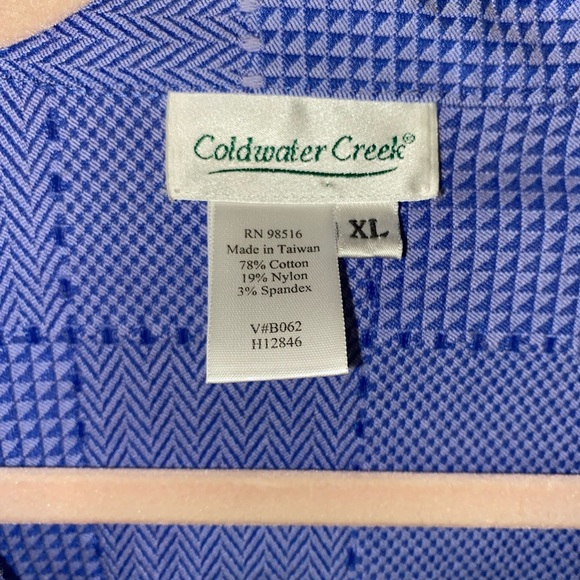 Coldwater Creek®
XL
RN 98516
Made in Taiwan
78% Cotton
19% Nylon
3% Spandex
V#B062
H12846